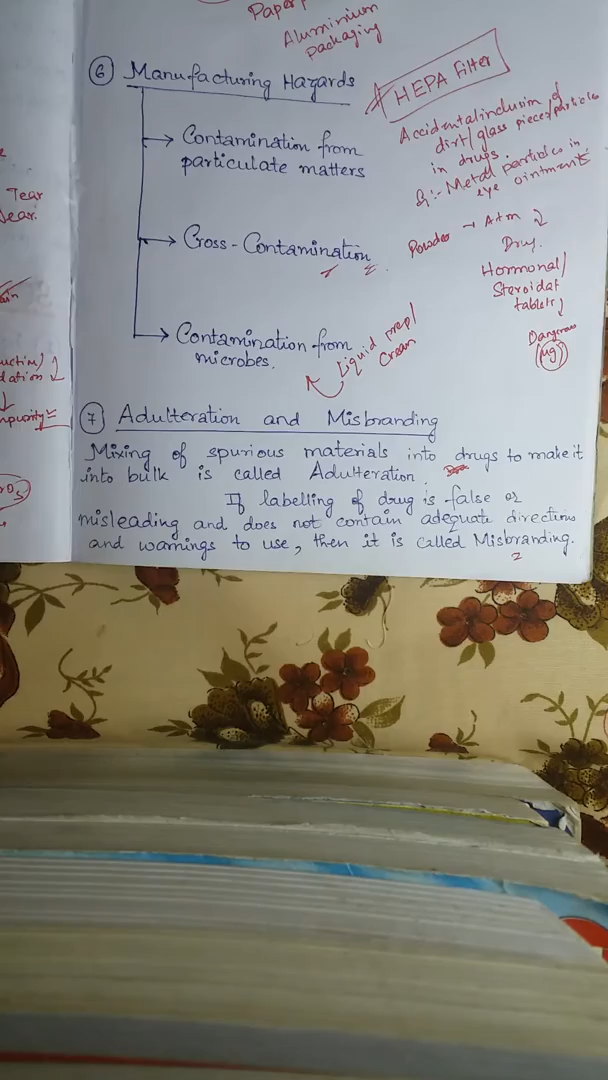 Paper
Aluminium
Packaging
⑥ Manufacturing Hazards
HEPA Filter
→ Contamination from
particulate matters
Accidental inclusion of
dirt/glass pieces/particles
in drugs
Eg:- Metal particles in
eye ointments
→ Cross-Contamination
Powder → Atm ↓
Drug.
Hormonal/
Steroidal
tablets↓
Dangerous
(μg)
→ Contamination from
microbes.
Liquid prep/
Cream
⑦ Adulteration and Misbranding
Mixing of spurious materials into drugs to make it
into bulk is called Adulteration.
If labelling of drug is false or
misleading and does not contain adequate directions
and warnings to use, then it is called Misbranding.
Tear